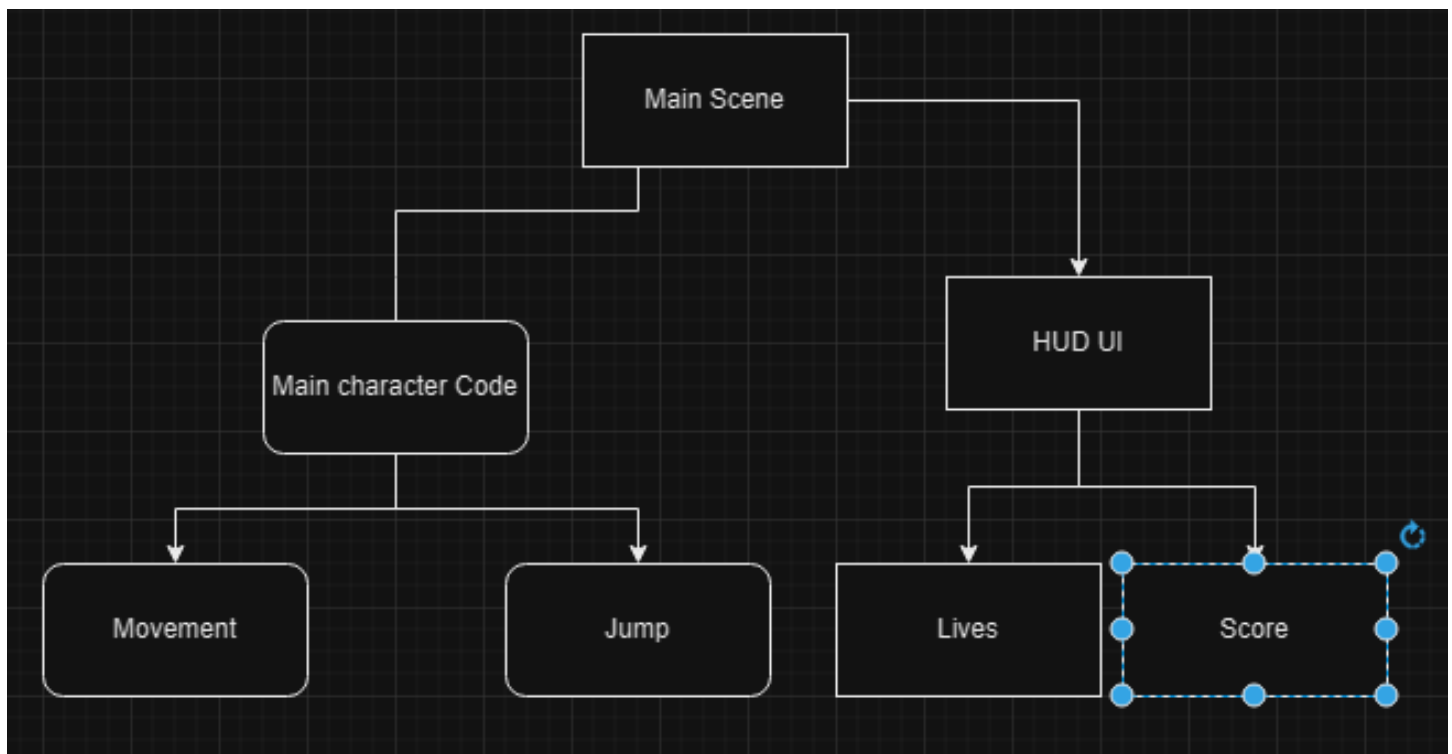 Main Scene
HUD UI
Main character Code
Movement
Jump
Lives
Score